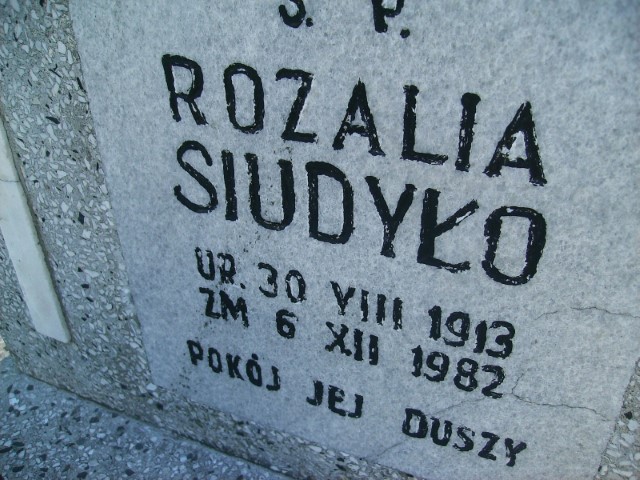 Ś. P.
ROZALIA
SIUDYŁO
UR. 30 VIII 1913
ZM 6 XII 1982
POKÓJ JEJ DUSZY